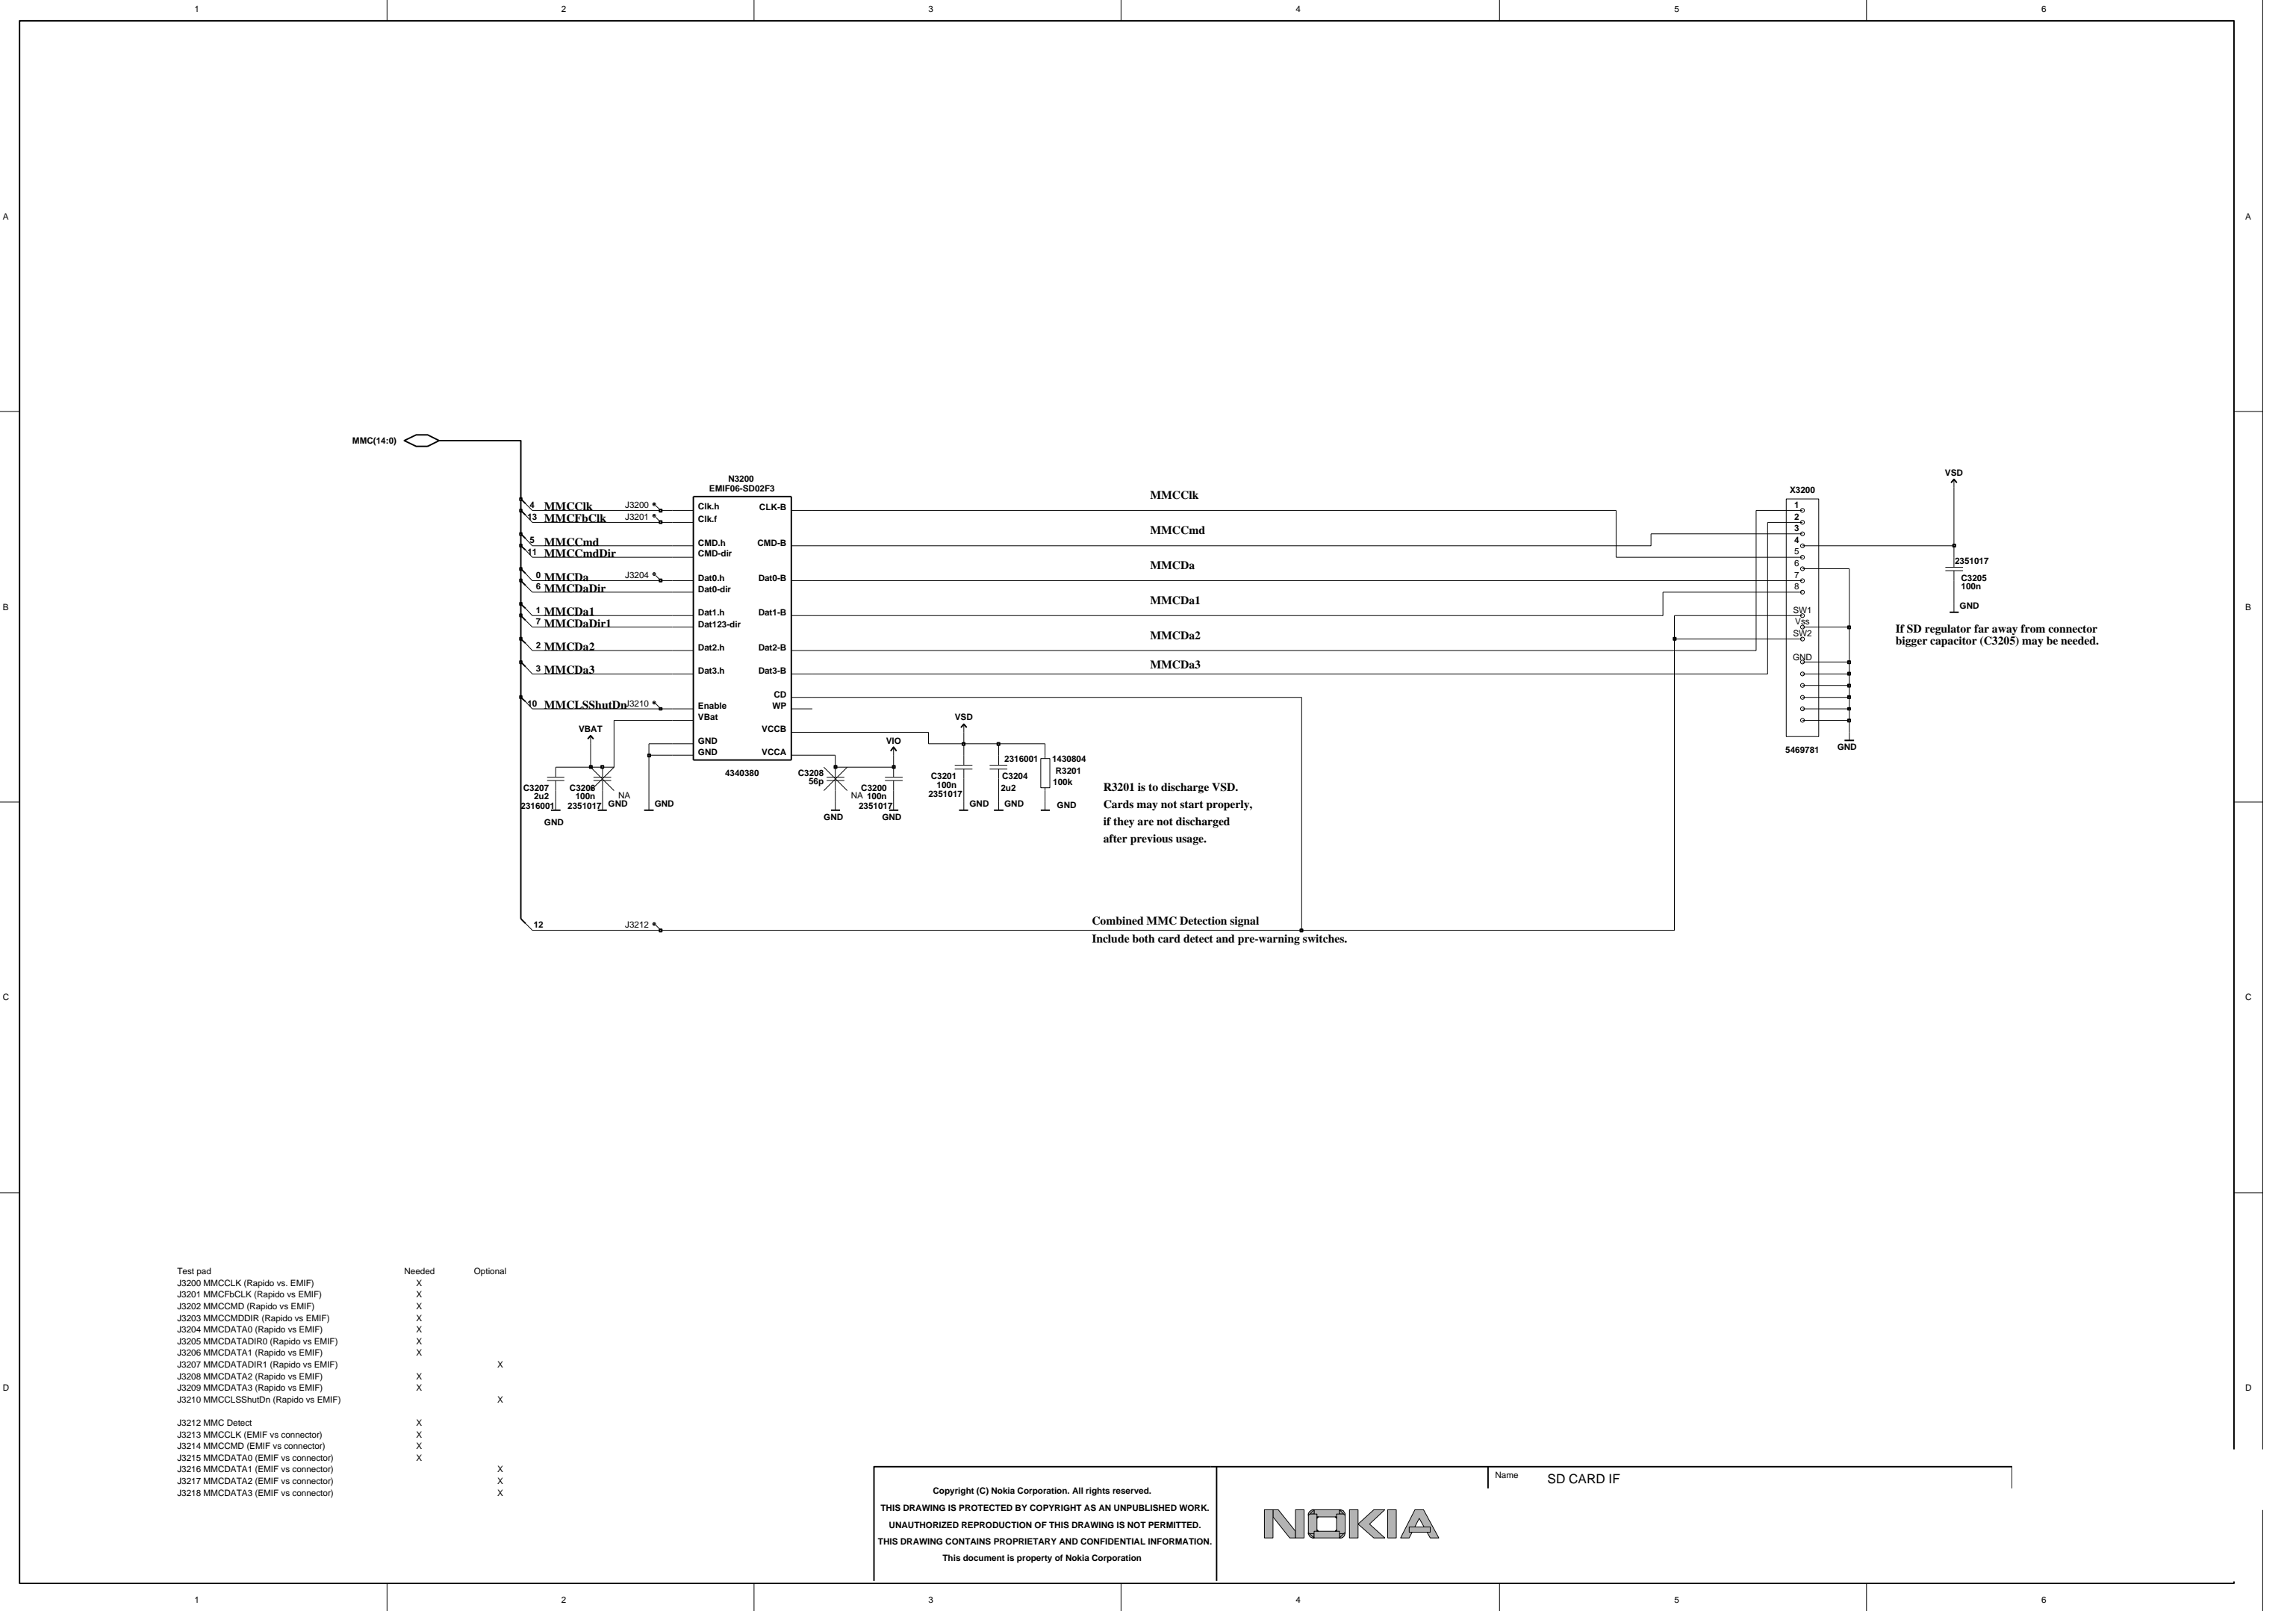 1 2 3 4 5 6
A A
MMC(14:0)
N3200
EMIF06-SD02F3
4 MMCClk J3200
13 MMCFbClk J3201
5 MMCCmd
11 MMCCmdDir
0 MMCDa J3204
6 MMCDaDir
1 MMCDa1
7 MMCDaDir1
2 MMCDa2
3 MMCDa3
10 MMCLSShutDn J3210
Clk.h CLK-B
Clk.f
CMD.h CMD-B
CMD-dir
Dat0.h Dat0-B
Dat0-dir
Dat1.h Dat1-B
Dat123-dir
Dat2.h Dat2-B
Dat3.h Dat3-B
CD
Enable WP
VBat
VCCB
GND
GND VCCA
4340380
MMCClk
MMCCmd
MMCDa
MMCDa1
MMCDa2
MMCDa3
X3200
1
2
3
4
5
6
7
8
SW1
Vss
SW2
GND
5469781
GND
VSD
2351017
C3205
100n
GND
If SD regulator far away from connector
bigger capacitor (C3205) may be needed.
B B
VBAT
C3207
2u2
2316001
GND
C3206
100n
2351017
NA
GND
GND
C3208
56p
NA
GND
VIO
C3200
100n
2351017
GND
VSD
C3201
100n
2351017
GND
2316001
C3204
2u2
GND
1430804
R3201
100k
GND
R3201 is to discharge VSD.
Cards may not start properly,
if they are not discharged
after previous usage.
12 J3212
Combined MMC Detection signal
Include both card detect and pre-warning switches.
C C
Test pad Needed Optional
J3200 MMCCLK (Rapido vs. EMIF) X
J3201 MMCFbCLK (Rapido vs EMIF) X
J3202 MMCCMD (Rapido vs EMIF) X
J3203 MMCCMDDIR (Rapido vs EMIF) X
J3204 MMCDATA0 (Rapido vs EMIF) X
J3205 MMCDATADIR0 (Rapido vs EMIF) X
J3206 MMCDATA1 (Rapido vs EMIF) X
J3207 MMCDATADIR1 (Rapido vs EMIF) X
J3208 MMCDATA2 (Rapido vs EMIF) X
J3209 MMCDATA3 (Rapido vs EMIF) X
J3210 MMCCLSShutDn (Rapido vs EMIF) X
J3212 MMC Detect X
J3213 MMCCLK (EMIF vs connector) X
J3214 MMCCMD (EMIF vs connector) X
J3215 MMCDATA0 (EMIF vs connector) X
J3216 MMCDATA1 (EMIF vs connector) X
J3217 MMCDATA2 (EMIF vs connector) X
J3218 MMCDATA3 (EMIF vs connector) X
D D
Copyright (C) Nokia Corporation. All rights reserved.
THIS DRAWING IS PROTECTED BY COPYRIGHT AS AN UNPUBLISHED WORK.
UNAUTHORIZED REPRODUCTION OF THIS DRAWING IS NOT PERMITTED.
THIS DRAWING CONTAINS PROPRIETARY AND CONFIDENTIAL INFORMATION.
This document is property of Nokia Corporation
NOKIA
Name SD CARD IF
1 2 3 4 5 6